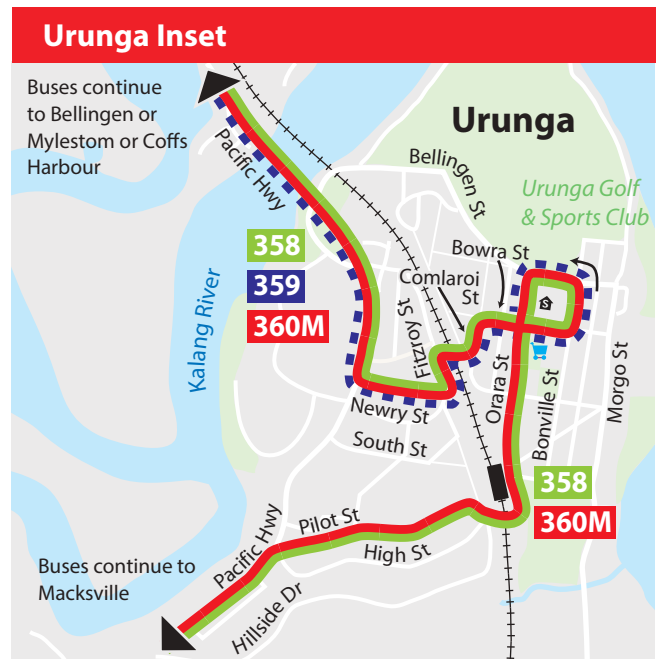 Urunga Inset
Buses continue
to Bellingen or
Mylestom or Coffs
Harbour
Urunga
Pacific Hwy
Bellingen St
Urunga Golf
& Sports Club
358
359
360M
Bowra St
Comlaroi
St
Kalang River
Fitzroy St
Orara St
Bonville St
Morgo St
Newry St
South St
358
360M
Pacific Hwy
Pilot St
High St
Buses continue to
Macksville
Hillside Dr